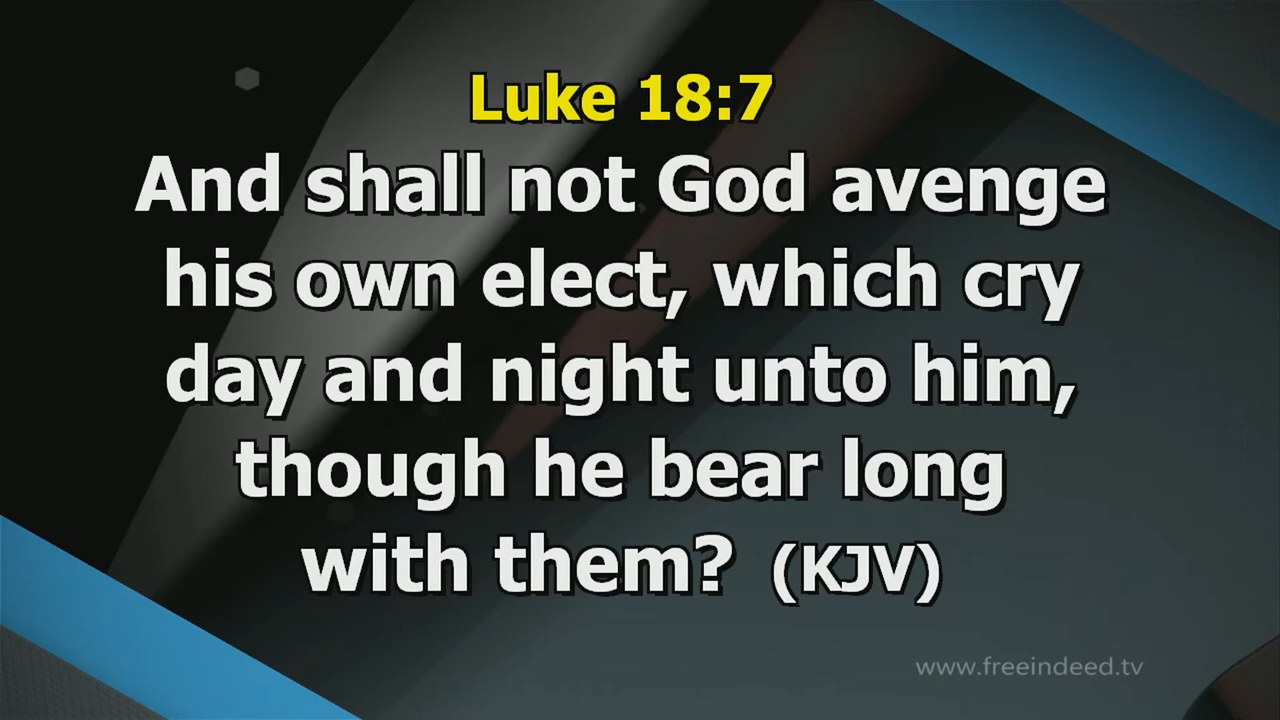 Luke 18:7
And shall not God avenge
his own elect, which cry
day and night unto him,
though he bear long
with them? (KJV)
www.freeindeed.tv